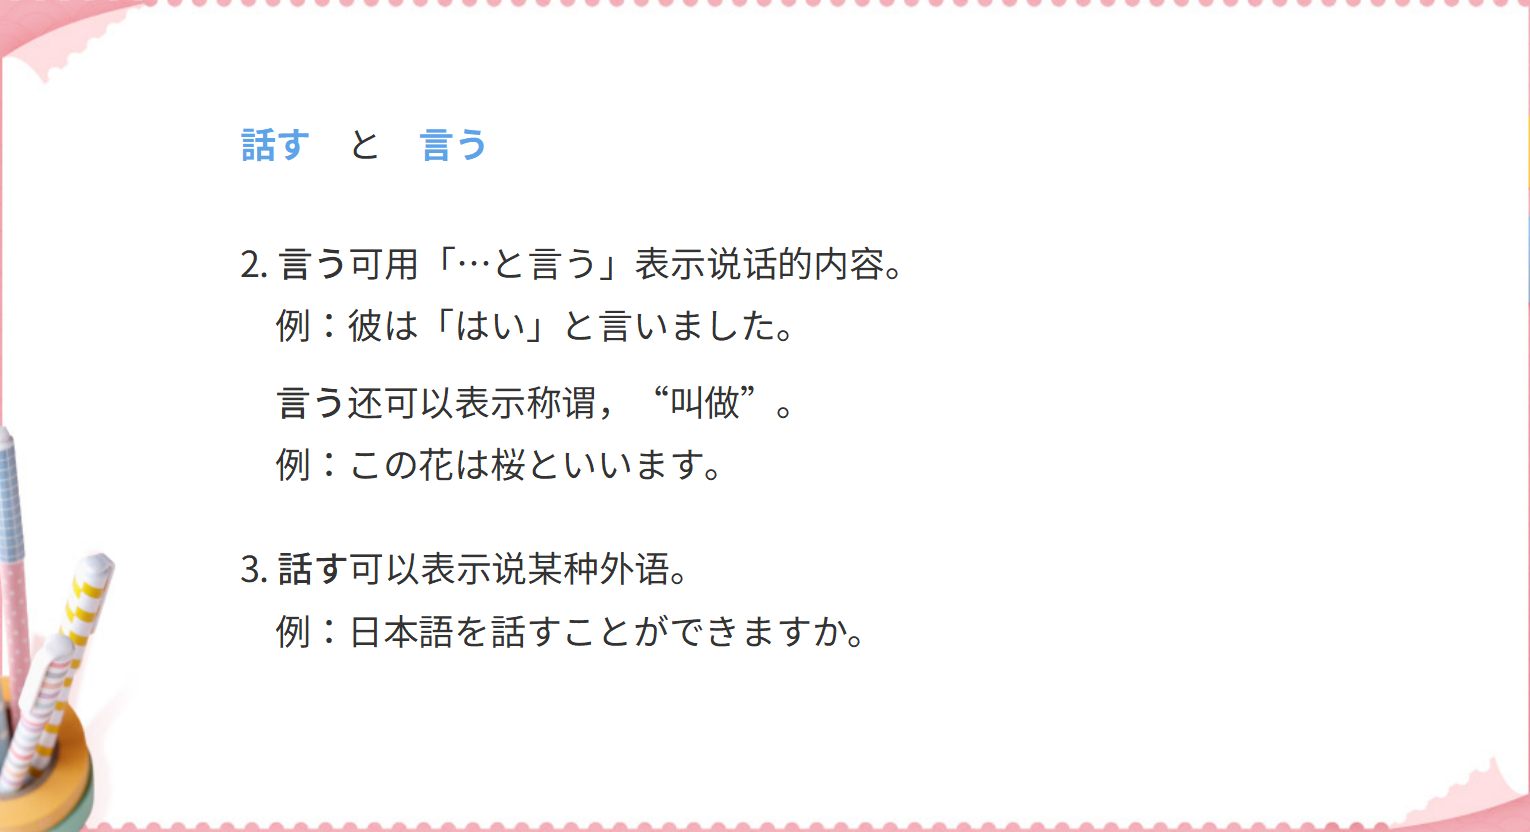 話す　と　言う
2. 言う可用「…と言う」表示说话的内容。
例：彼は「はい」と言いました。
言う还可以表示称谓，“叫做”。
例：この花は桜といいます。
3. 話す可以表示说某种外语。
例：日本語を話すことができますか。